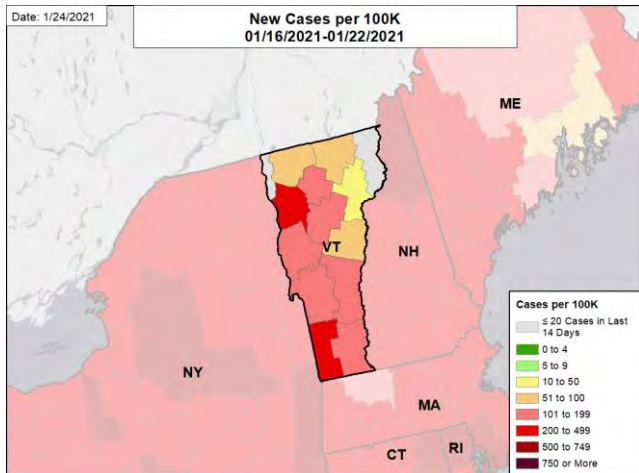 Date: 1/24/2021
New Cases per 100K
01/16/2021-01/22/2021
ME
VT
NH
NY
MA
CT
RI
Cases per 100K
≤ 20 Cases in Last
14 Days
0 to 4
5 to 9
10 to 50
51 to 100
101 to 199
200 to 499
500 to 749
750 or More